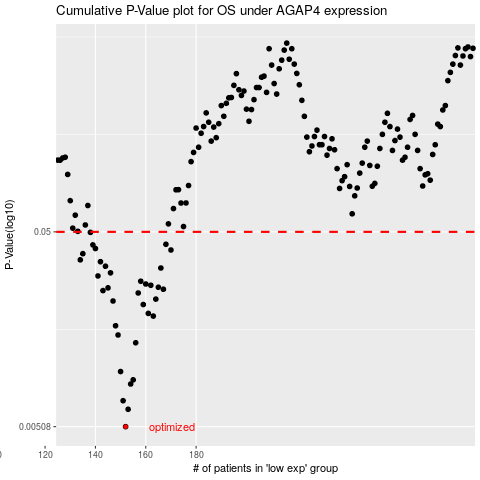 Cumulative P-Value plot for OS under AGAP4 expression
P-Value(log10)
0.05
0.00508
optimized
0
120
140
160
180
# of patients in 'low exp' group